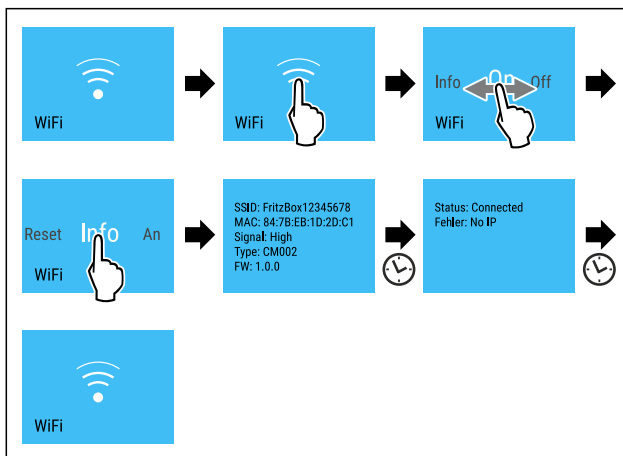 WiFi
WiFi
Info On Off
WiFi
Reset Info An
WiFi
SSID: FritzBox12345678
MAC: 84:7B:EB:1D:2D:C1
Signal: High
Type: CM002
FW: 1.0.0
Status: Connected
Fehler: No IP
WiFi